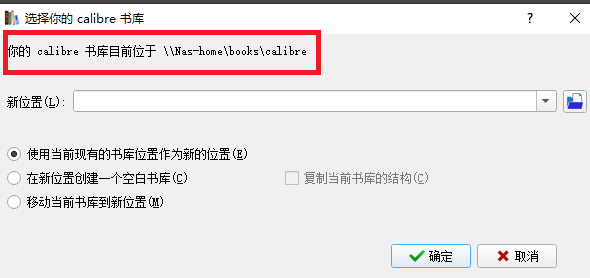 选择你的 calibre 书库
你的 calibre 书库目前位于 \\Nas-home\books\calibre
新位置(L):
使用当前现有的书库位置作为新的位置(E)
在新位置创建一个空白书库(C) 复制当前书库的结构(C)
移动当前书库到新位置(M)
确定 取消